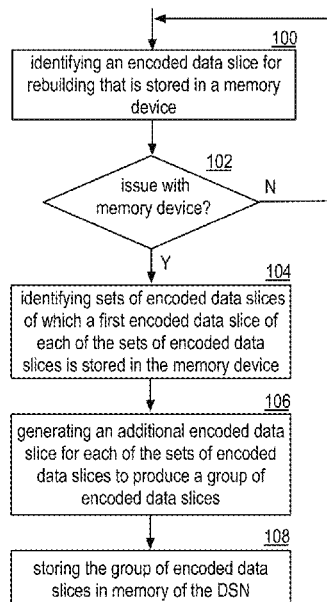 100
identifying an encoded data slice for
rebuilding that is stored in a memory
device
102
issue with
memory device?
N
Y
104
identifying sets of encoded data slices
of which a first encoded data slice of
each of the sets of encoded data
slices is stored in the memory device
106
generating an additional encoded data
slice for each of the sets of encoded
data slices to produce a group of
encoded data slices
108
storing the group of encoded data
slices in memory of the DSN